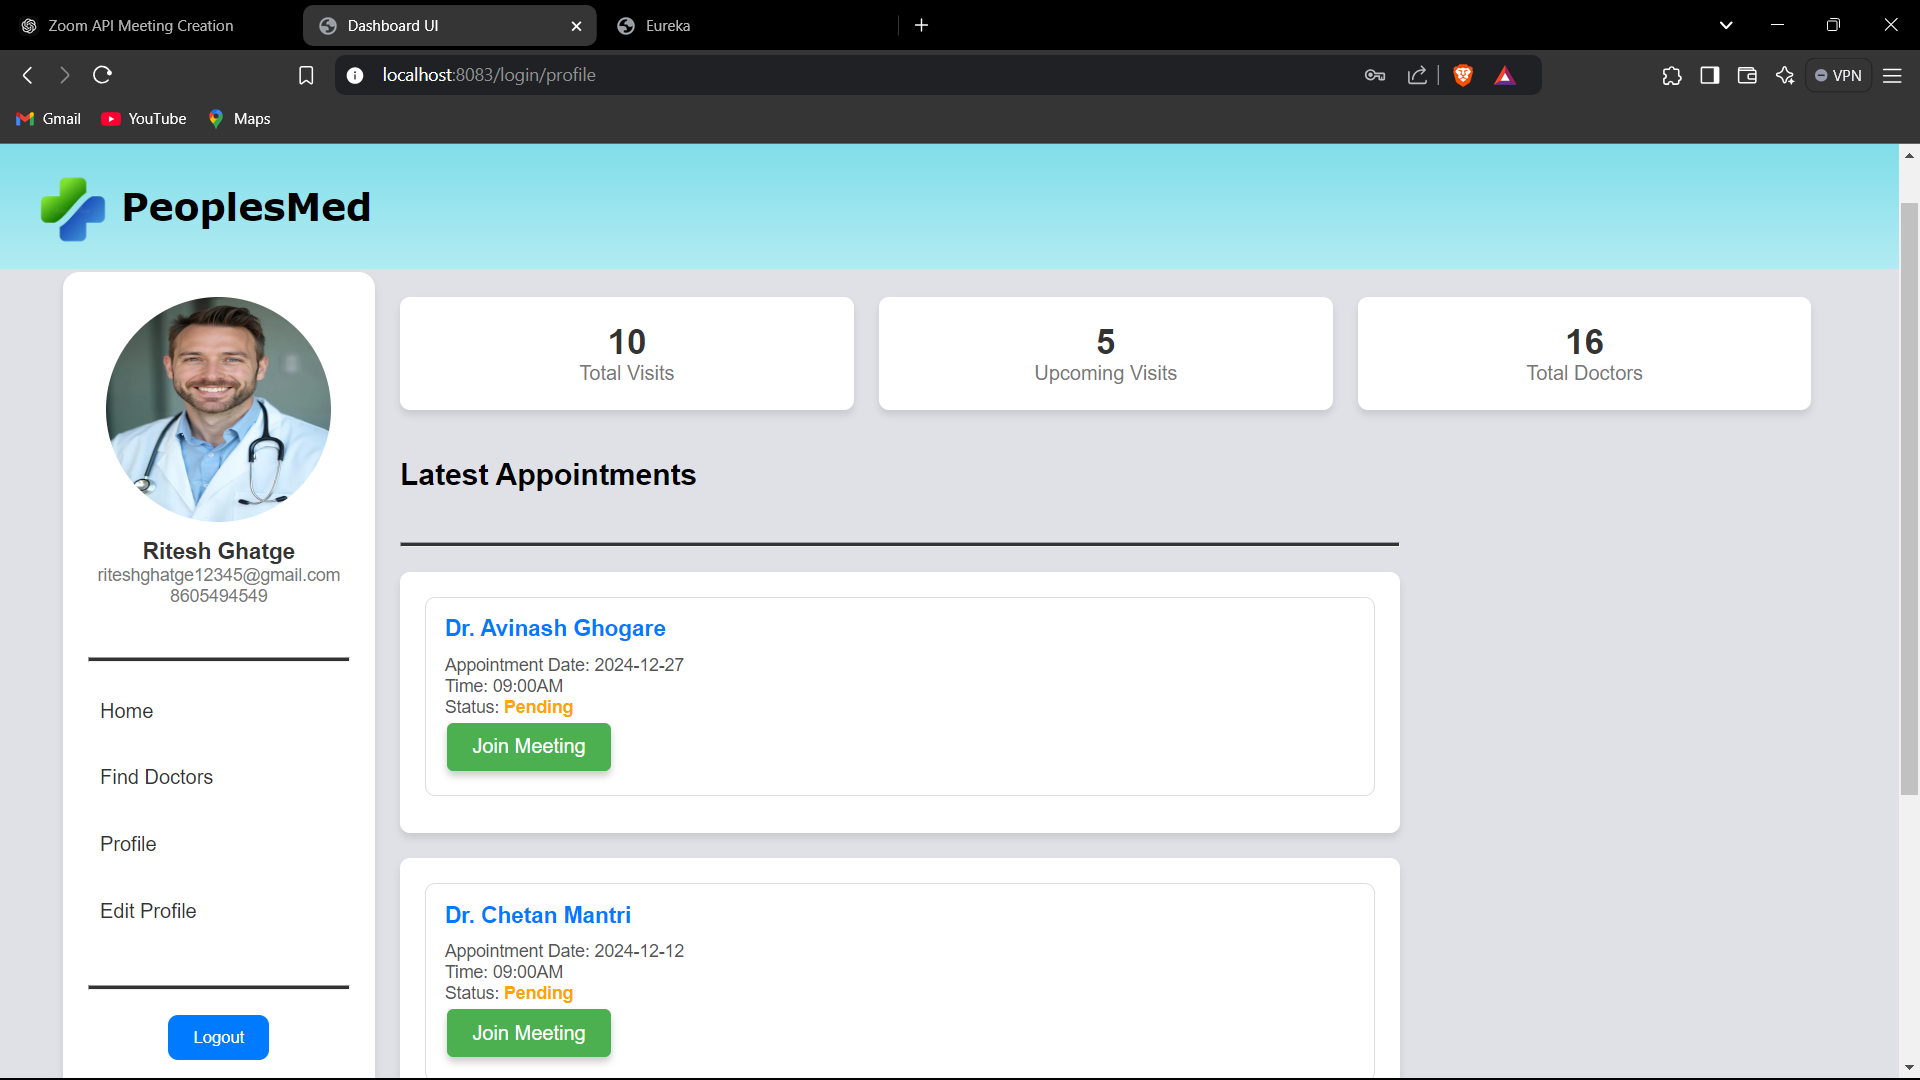 Zoom API Meeting Creation
Dashboard UI
Eureka
localhost:8083/login/profile
VPN
Gmail
YouTube
Maps
PeoplesMed
Ritesh Ghatge
riteshghatge12345@gmail.com
8605494549
Home
Find Doctors
Profile
Edit Profile
Logout
10
Total Visits
5
Upcoming Visits
16
Total Doctors
Latest Appointments
Dr. Avinash Ghogare
Appointment Date: 2024-12-27
Time: 09:00AM
Status: Pending
Join Meeting
Dr. Chetan Mantri
Appointment Date: 2024-12-12
Time: 09:00AM
Status: Pending
Join Meeting